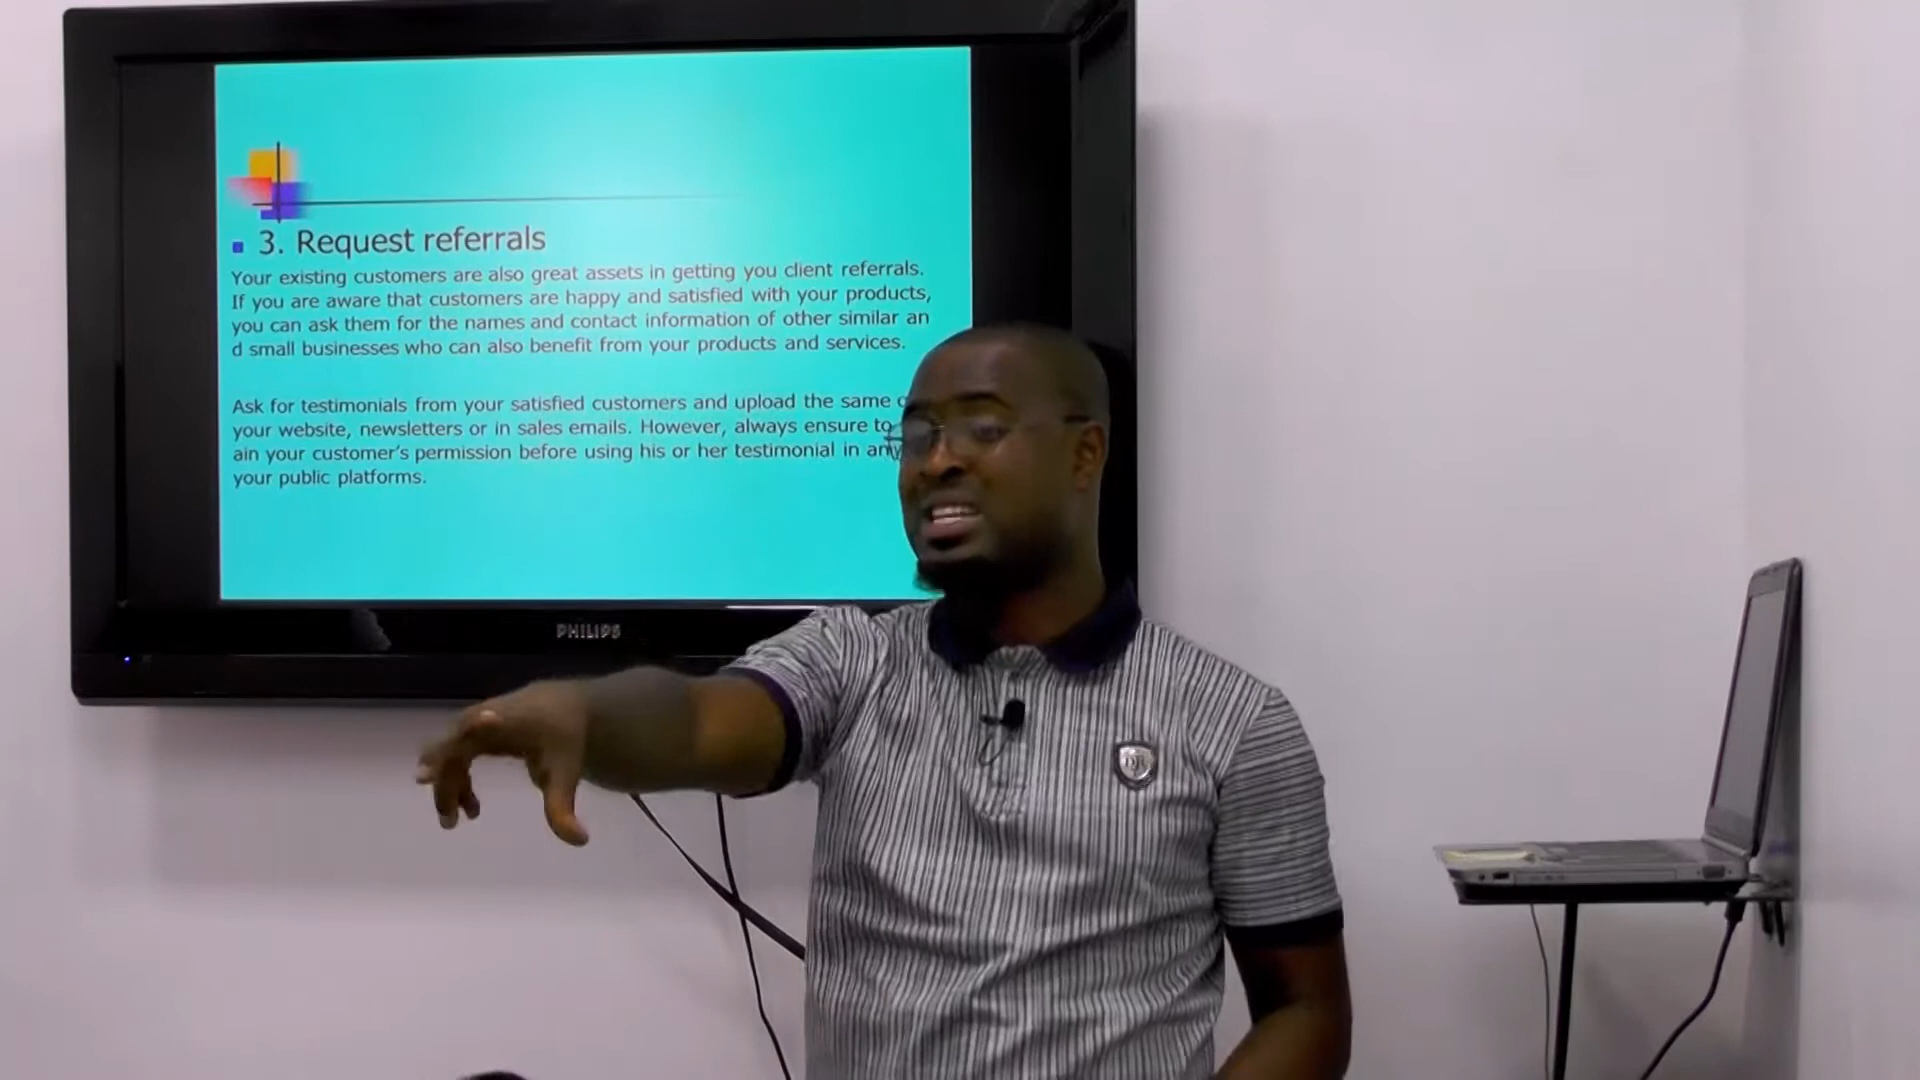 3. Request referrals
Your existing customers are also great assets in getting you client referrals.
If you are aware that customers are happy and satisfied with your products,
you can ask them for the names and contact information of other similar an
d small businesses who can also benefit from your products and services.
Ask for testimonials from your satisfied customers and upload the same
your website, newsletters or in sales emails. However, always ensure to
ain your customer's permission before using his or her testimonial in
your public platforms.
PHILIPS